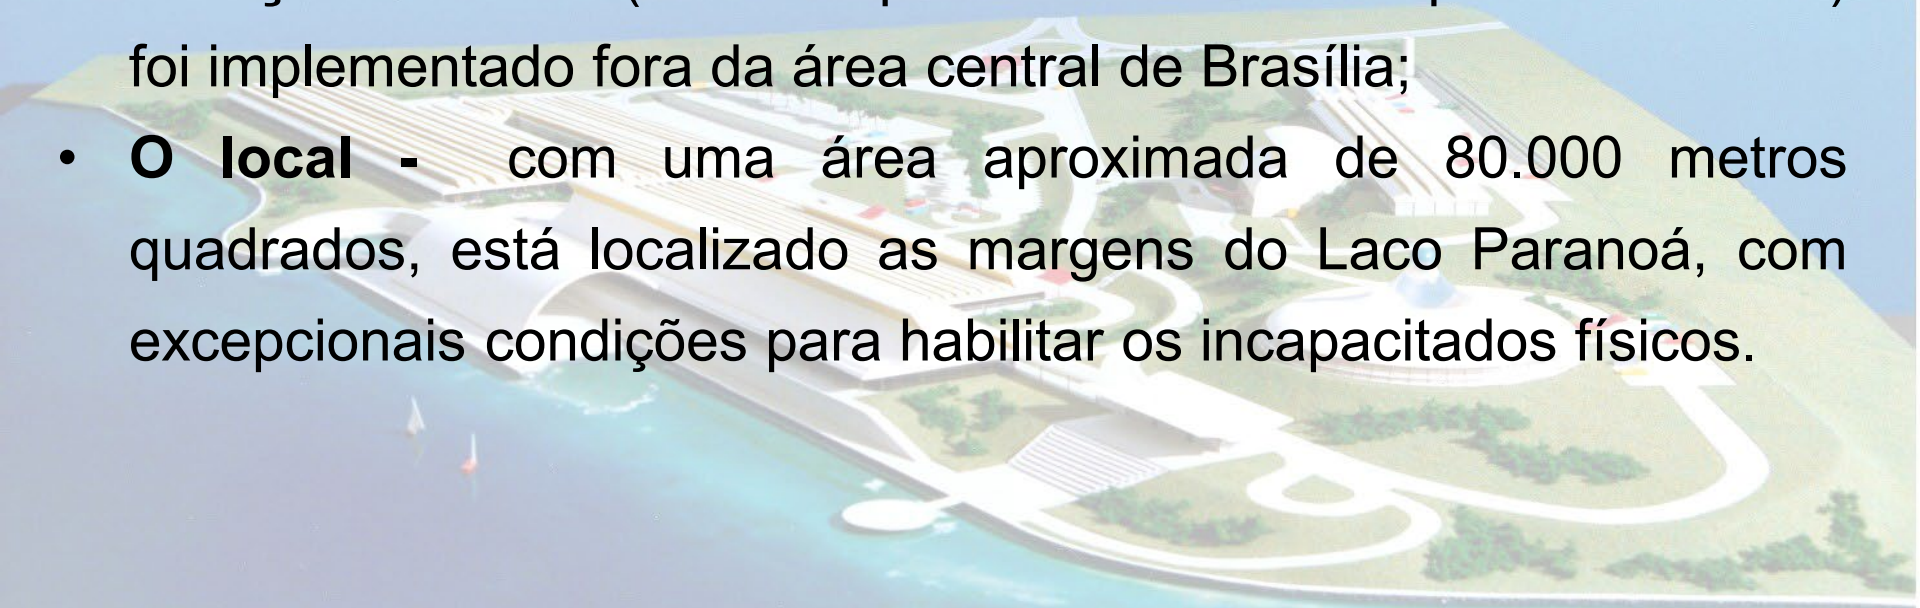 foi implementado fora da área central de Brasília;
• O local - com uma área aproximada de 80.000 metros
quadrados, está localizado as margens do Laco Paranoá, com
excepcionais condições para habilitar os incapacitados físicos.